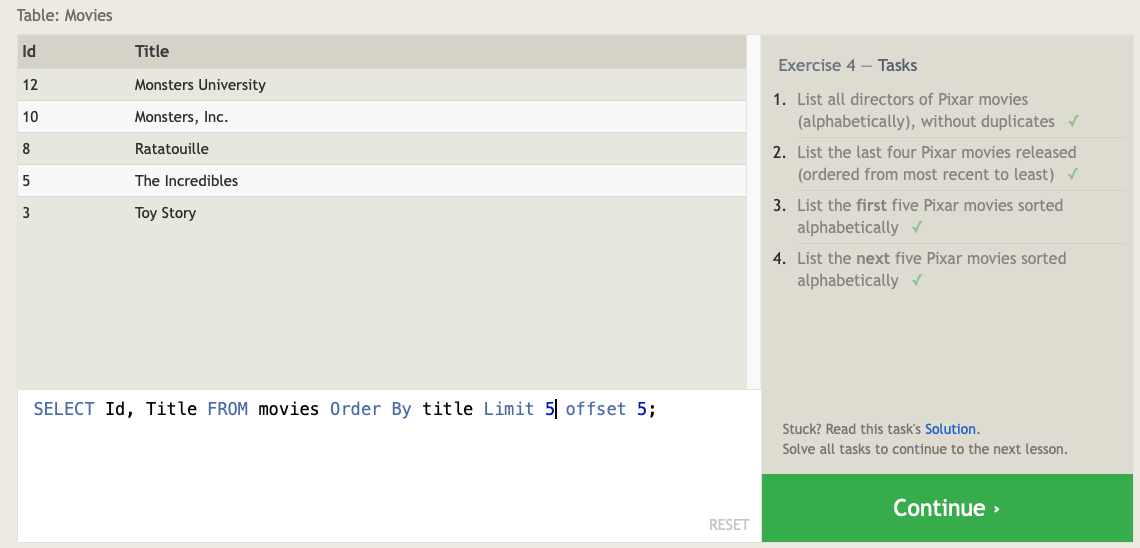 Table: Movies
Id Title
12 Monsters University
10 Monsters, Inc.
8 Ratatouille
5 The Incredibles
3 Toy Story
SELECT Id, Title FROM movies Order By title Limit 5 offset 5;
RESET
Exercise 4 — Tasks
1. List all directors of Pixar movies
(alphabetically), without duplicates ✓
2. List the last four Pixar movies released
(ordered from most recent to least) ✓
3. List the first five Pixar movies sorted
alphabetically ✓
4. List the next five Pixar movies sorted
alphabetically ✓
Stuck? Read this task's Solution.
Solve all tasks to continue to the next lesson.
Continue ›